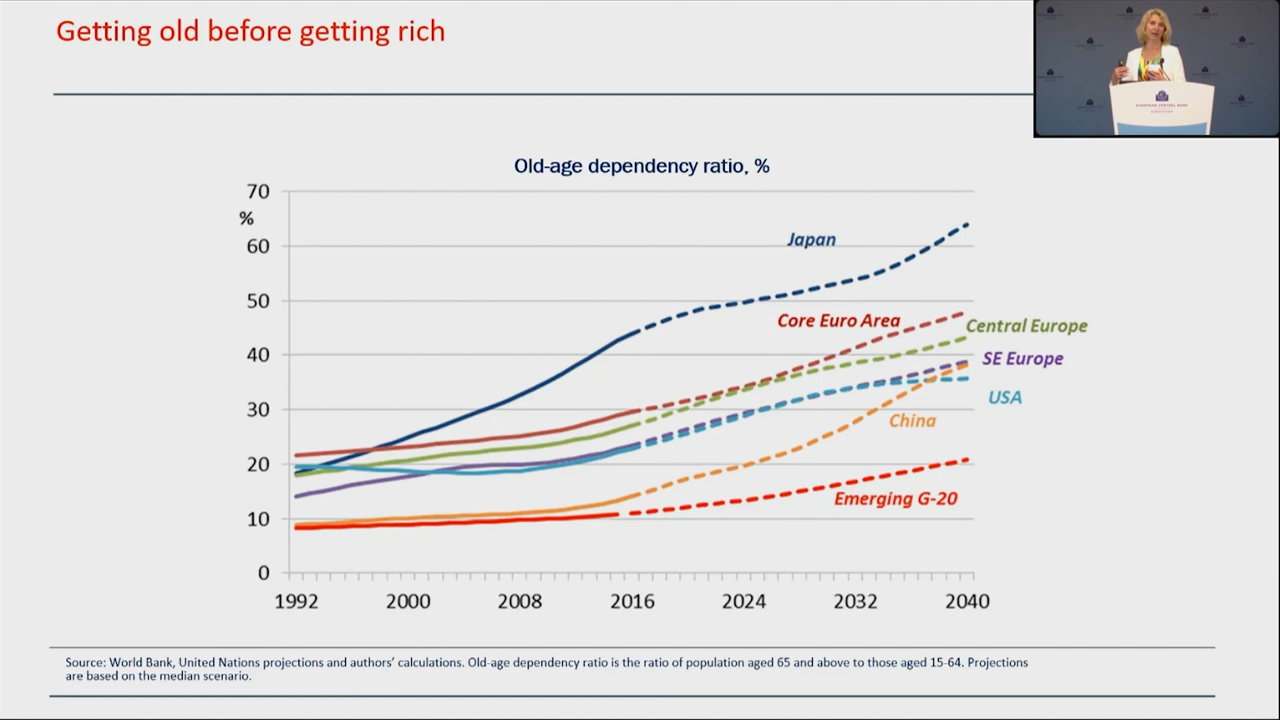 Getting old before getting rich
EUROPEAN CENTRAL BANK
Old-age dependency ratio, %
70
%
60
50
40
30
20
10
0
Japan
Core Euro Area
Central Europe
SE Europe
USA
China
Emerging G-20
1992 2000 2008 2016 2024 2032 2040
Source: World Bank, United Nations projections and authors' calculations. Old-age dependency ratio is the ratio of population aged 65 and above to those aged 15-64. Projections
are based on the median scenario.